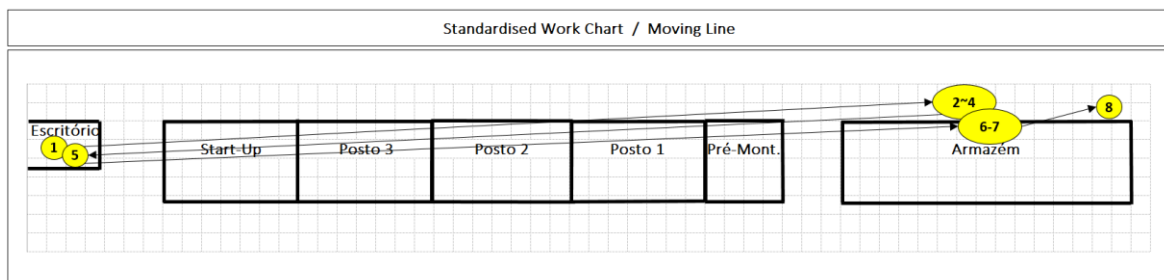 Standardised Work Chart / Moving Line
2~4
8
6-7
Escritório
1
5
Start-Up
Posto 3
Posto 2
Posto 1
Pré-Mont.
Armazém